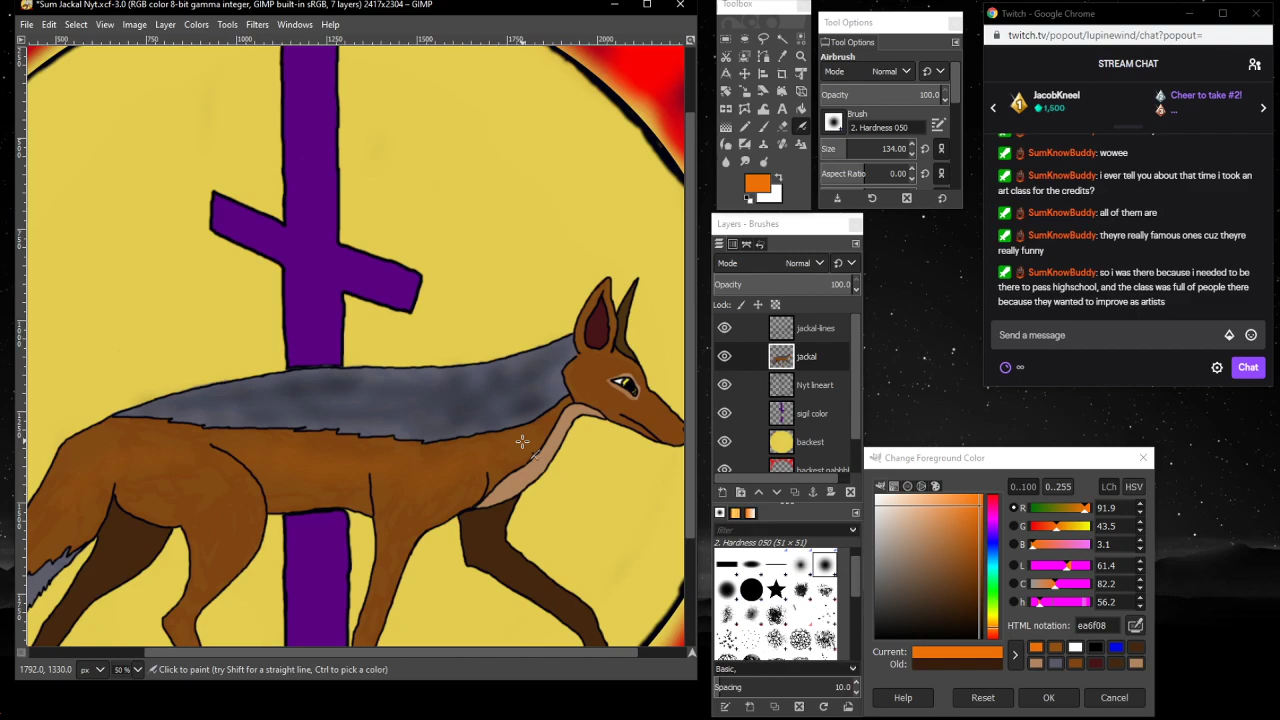 *Sum Jackal Nyt.xcf-3.0 (RGB color 8-bit gamma integer, GIMP built-in sRGB, 7 layers) 2417x2304 – GIMP
File Edit Select View Image Layer Colors Tools Filters Windows Help
500 750 1000 1250 1500 1750 2000
1792.0, 1330.0 px 50 % Click to paint (try Shift for a straight line, Ctrl to pick a color)
Toolbox
Tool Options
Tool Options
Airbrush
Mode Normal
Opacity 100.0
Brush
2. Hardness 050
Size 134.00
Aspect Ratio 0.00
Layers - Brushes
Mode Normal
Opacity 100.0
Lock:
jackal-lines
jackal
Nyt lineart
sigil color
backest
filter
2. Hardness 050 (51 × 51)
Basic,
Spacing 10.0
Twitch - Google Chrome
twitch.tv/popout/lupinewind/chat?popout=
STREAM CHAT
1 JacobKneel Cheer to take #2!
1,500 ...
SumKnowBuddy: wowee
SumKnowBuddy: i ever tell you about that time i took an
art class for the credits?
SumKnowBuddy: all of them are
SumKnowBuddy: theyre really famous ones cuz theyre
really funny
SumKnowBuddy: so i was there because i needed to be
there to pass highschool, and the class was full of people there
because they wanted to improve as artists
Send a message
∞ Chat
Change Foreground Color
0..100 0..255 LCh HSV
R 91.9
G 43.5
B 3.1
L 61.4
C 82.2
h 56.2
HTML notation: ea6f08
Current:
Old:
Help Reset OK Cancel